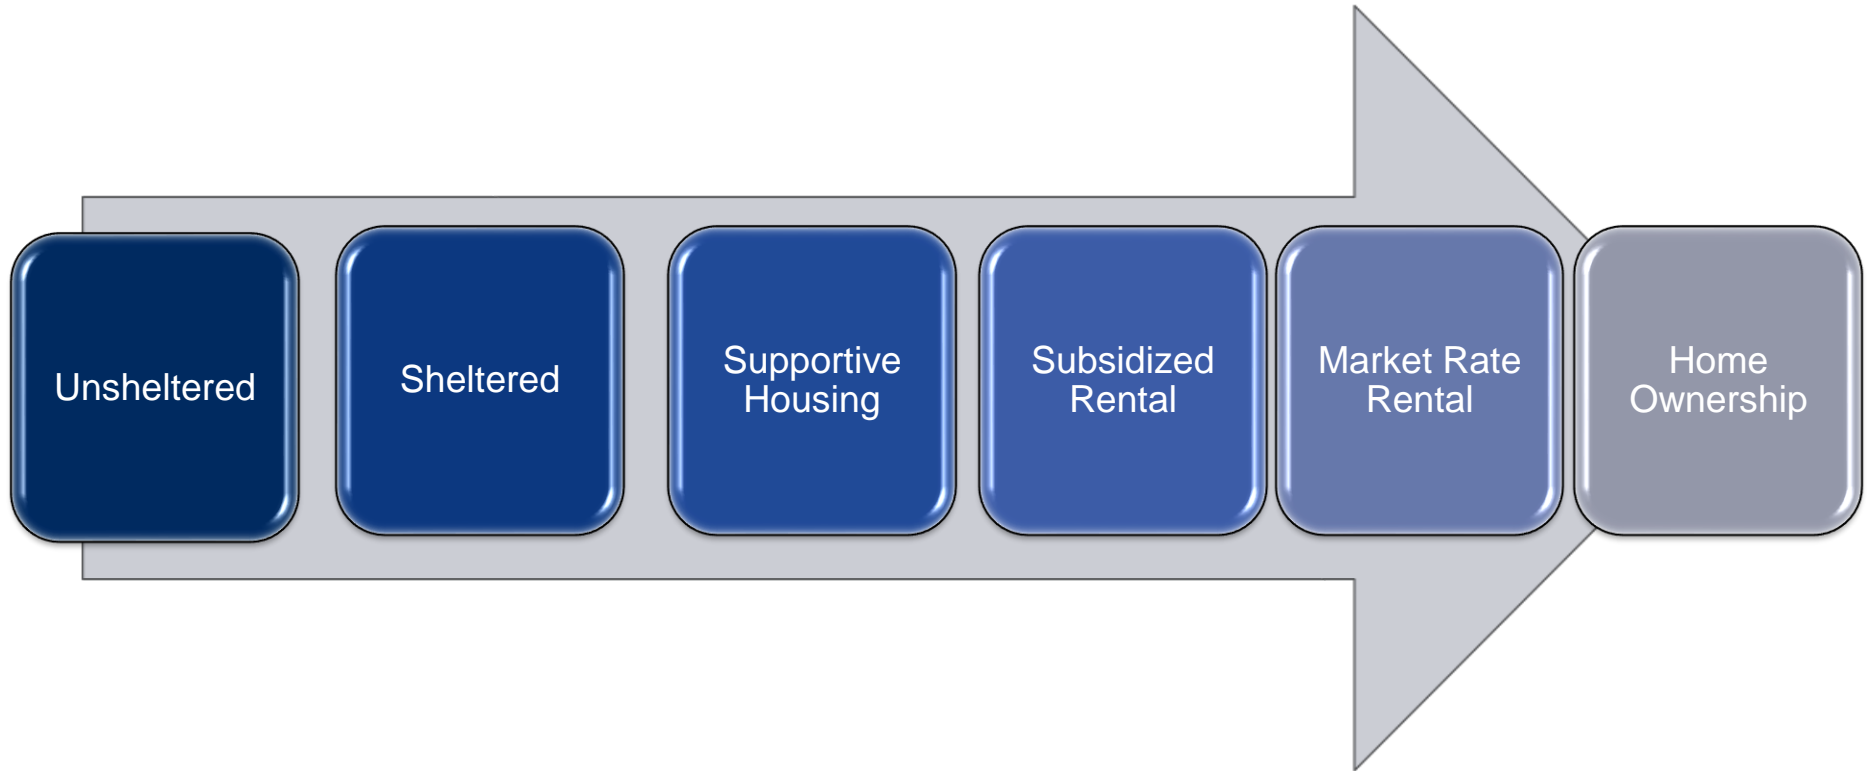 Unsheltered
Sheltered
Supportive
Housing
Subsidized
Rental
Market Rate
Rental
Home
Ownership